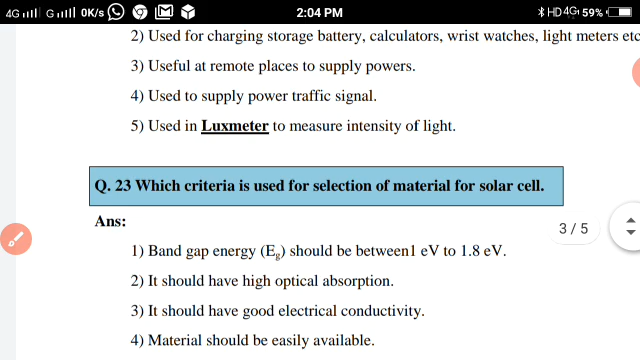 4G G 0K/s 2:04 PM HD 4G 59%
2) Used for charging storage battery, calculators, wrist watches, light meters etc
3) Useful at remote places to supply powers.
4) Used to supply power traffic signal.
5) Used in Luxmeter to measure intensity of light.
Q. 23 Which criteria is used for selection of material for solar cell.
Ans:
3 / 5
1) Band gap energy (Eg) should be between1 eV to 1.8 eV.
2) It should have high optical absorption.
3) It should have good electrical conductivity.
4) Material should be easily available.